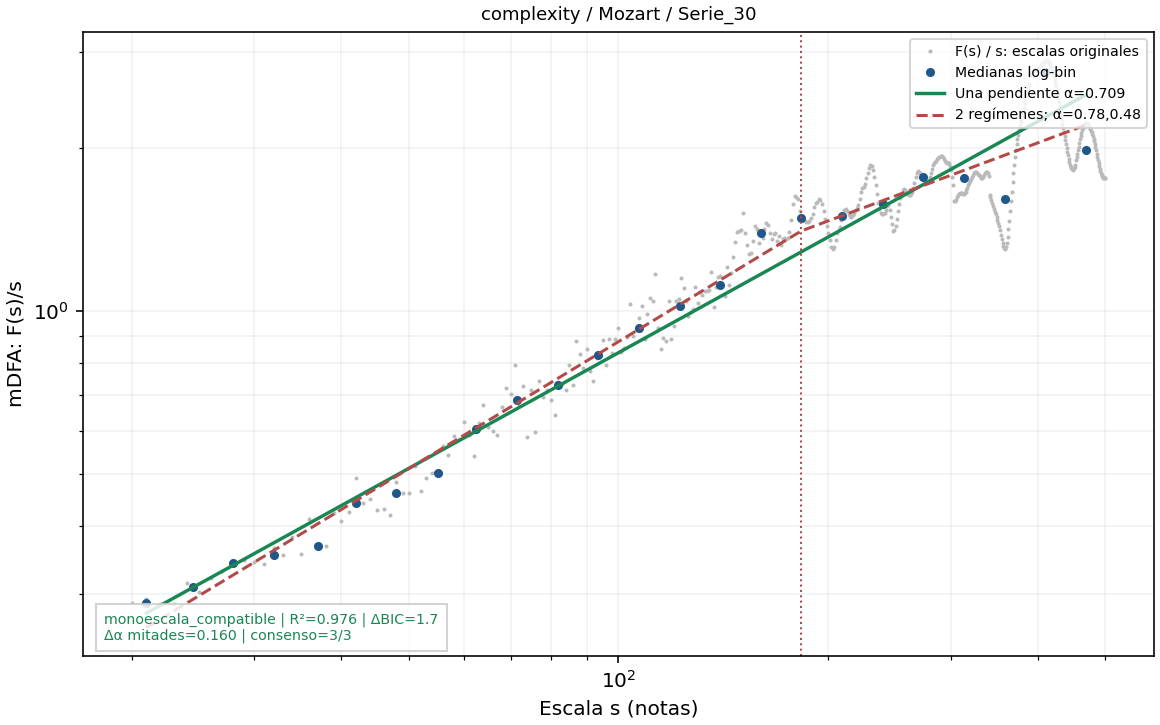 complexity / Mozart / Serie_30
F(s) / s: escalas originales
Medianas log-bin
Una pendiente α=0.709
2 regímenes; α=0.78,0.48
mDFA: F(s)/s
10⁰
monoescala_compatible | R²=0.976 | ΔBIC=1.7
Δα mitades=0.160 | consenso=3/3
10²
Escala s (notas)